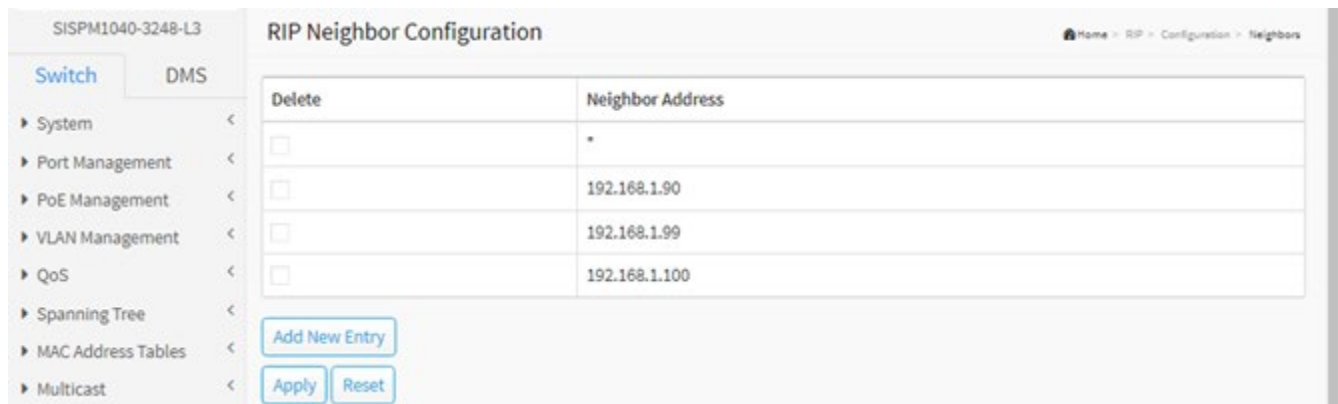 SISPM1040-3248-L3
RIP Neighbor Configuration
Home > RIP > Configuration > Neighbors
Switch DMS
Delete Neighbor Address
*
192.168.1.90
192.168.1.99
192.168.1.100
System
Port Management
PoE Management
VLAN Management
QoS
Spanning Tree
MAC Address Tables
Multicast
Add New Entry
Apply Reset